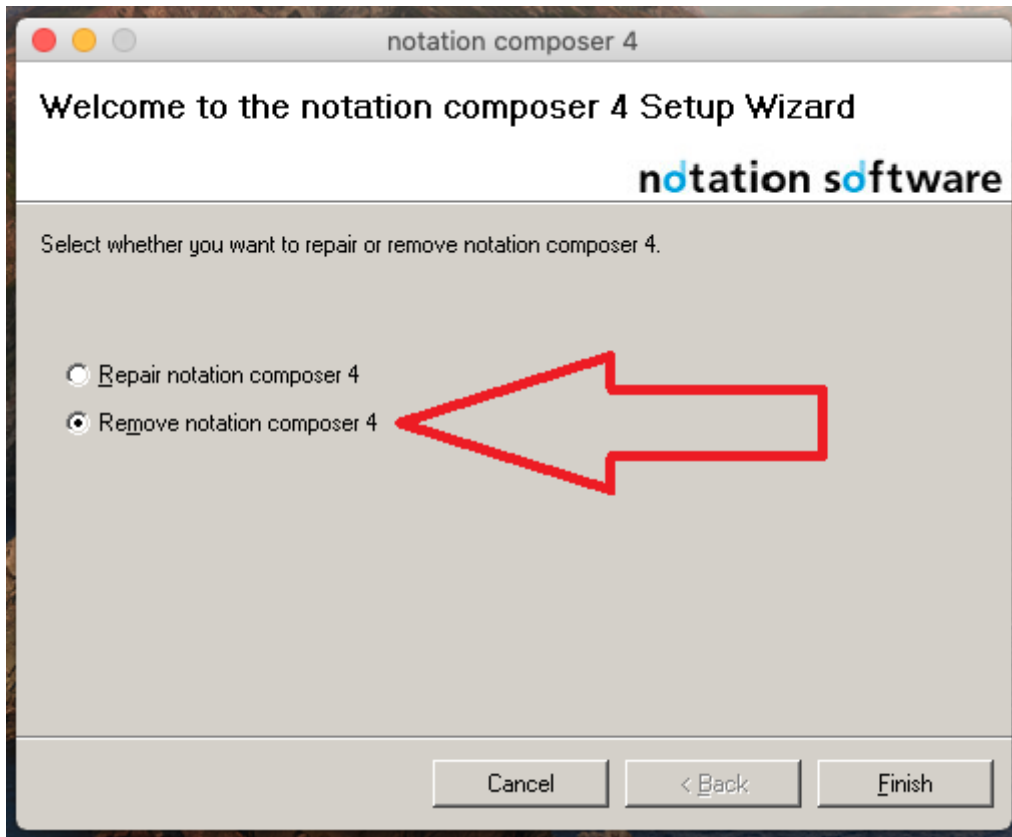 notation composer 4
Welcome to the notation composer 4 Setup Wizard
notation software
Select whether you want to repair or remove notation composer 4.
Repair notation composer 4
Remove notation composer 4
Cancel
< Back
Finish